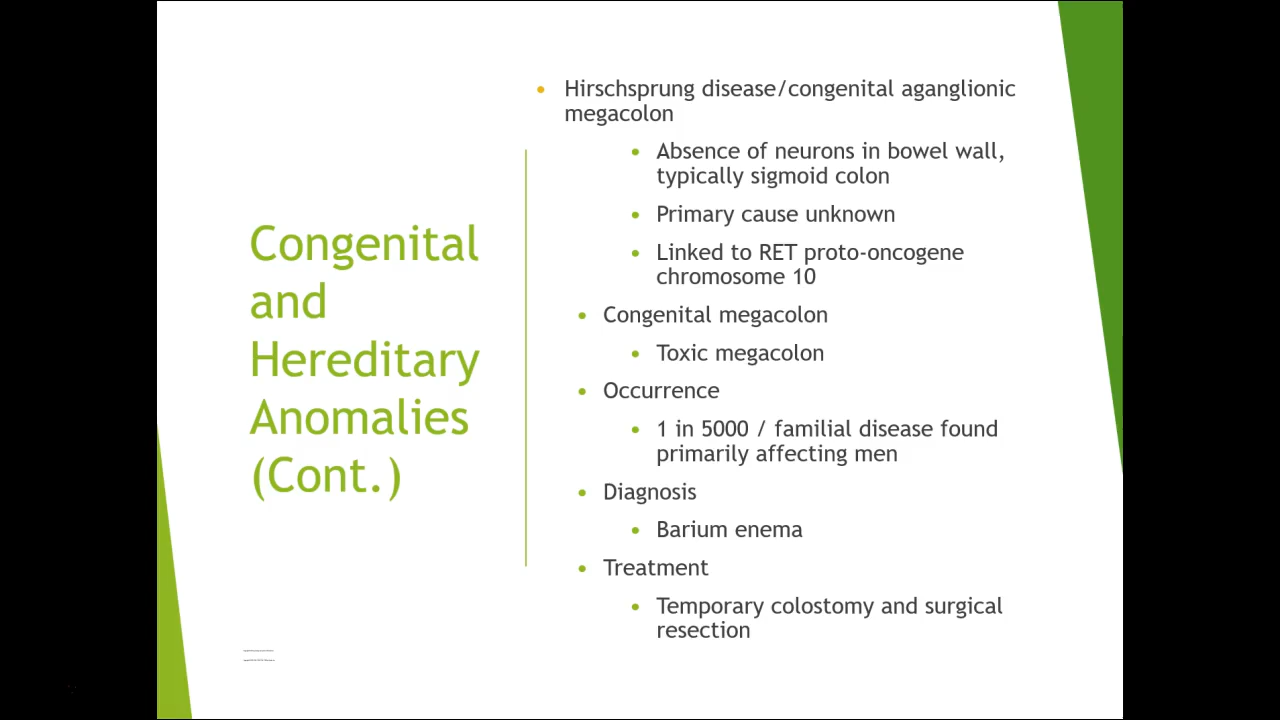 Congenital
and
Hereditary
Anomalies
(Cont.)
• Hirschsprung disease/congenital aganglionic
megacolon
• Absence of neurons in bowel wall,
typically sigmoid colon
• Primary cause unknown
• Linked to RET proto-oncogene
chromosome 10
• Congenital megacolon
• Toxic megacolon
• Occurrence
• 1 in 5000 / familial disease found
primarily affecting men
• Diagnosis
• Barium enema
• Treatment
• Temporary colostomy and surgical
resection